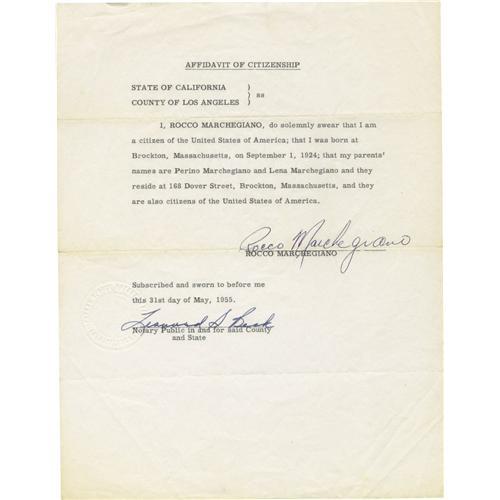 AFFIDAVIT OF CITIZENSHIP
STATE OF CALIFORNIA )
) as
COUNTY OF LOS ANGELES )
I, ROCCO MARCHEGIANO, do solemnly swear that I am
a citizen of the United States of America; that I was born at
Brockton, Massachusetts, on September 1, 1924; that my parents'
names are Perino Marchegiano and Lena Marchegiano and they
reside at 168 Dover Street, Brockton, Massachusetts, and they
are also citizens of the United States of America.
Rocco Marchegiano
ROCCO MARCHEGIANO
Subscribed and sworn to before me
this 31st day of May, 1955.
Leonard S
Notary Public in and for said County
and State